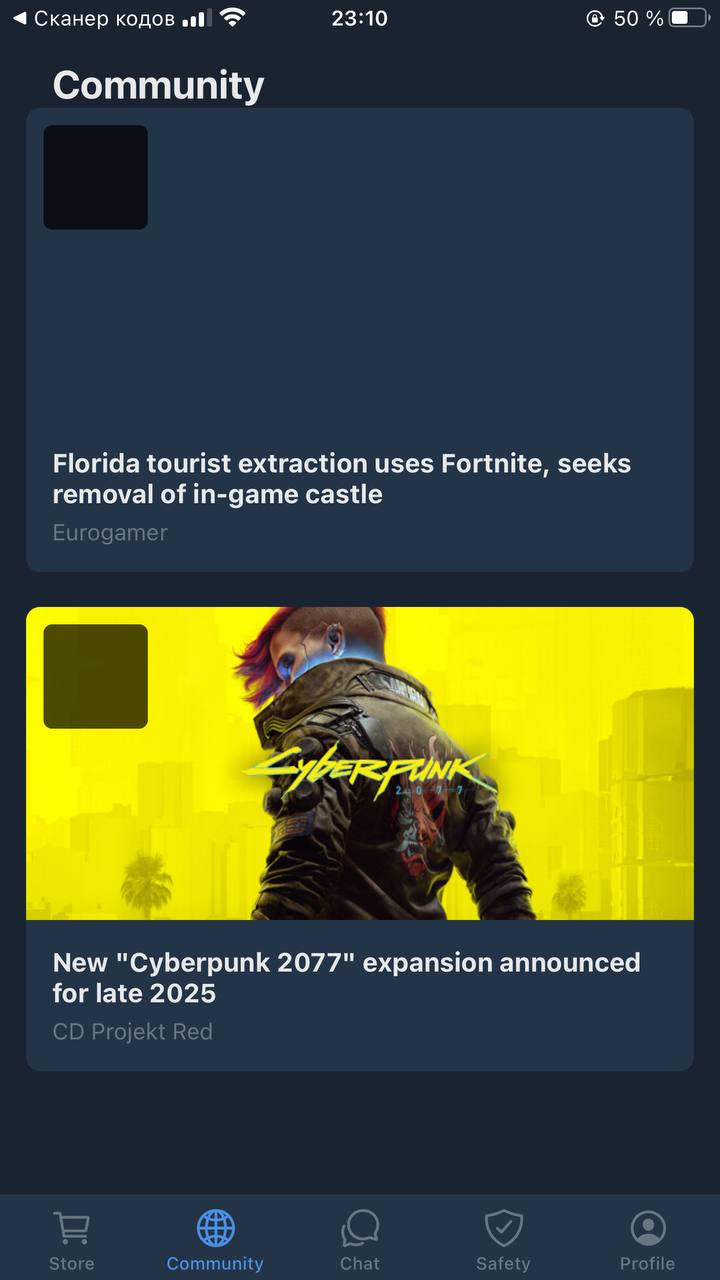 Сканер кодов 23:10 50 %
Community
Florida tourist extraction uses Fortnite, seeks
removal of in-game castle
Eurogamer
CYBERPUNK
2077
New "Cyberpunk 2077" expansion announced
for late 2025
CD Projekt Red
Store Community Chat Safety Profile